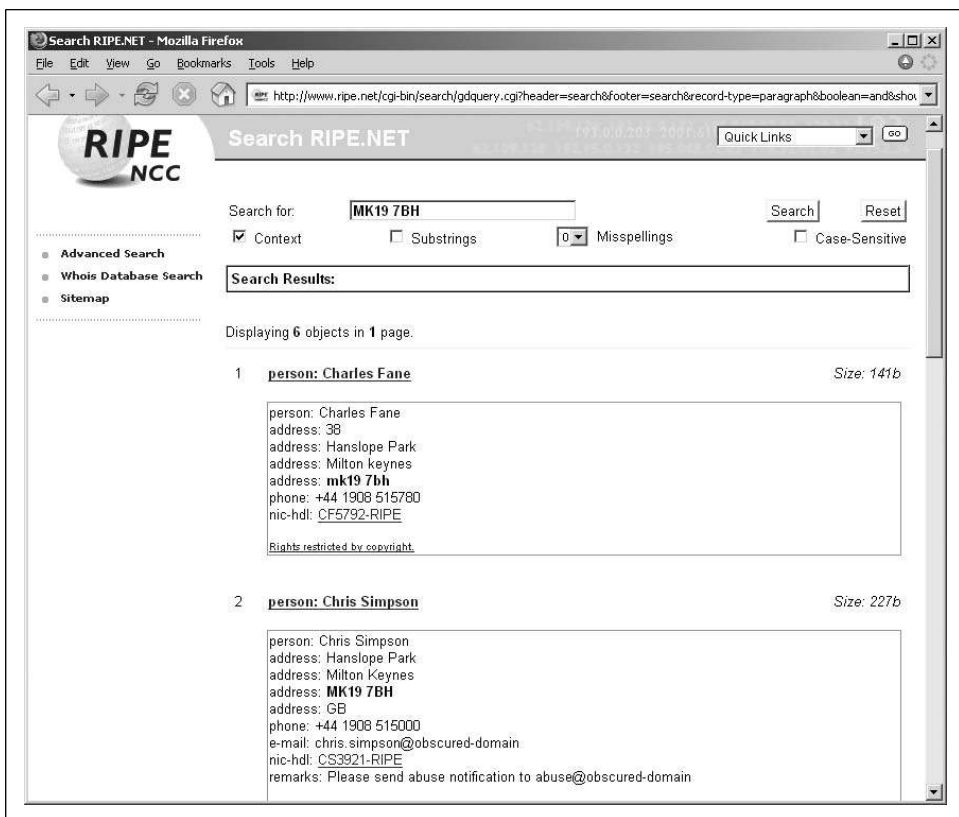 Search RIPE.NET - Mozilla Firefox
File Edit View Go Bookmarks Tools Help
http://www.ripe.net/cgi-bin/search/gdquery.cgi?header=search&footer=search&record-type=paragraph&boolean=and&shov
RIPE
NCC
Search RIPE.NET
Quick Links
GO
Search for: MK19 7BH Search Reset
Context Substrings 0 Misspellings Case-Sensitive
Advanced Search
Whois Database Search
Sitemap
Search Results:
Displaying 6 objects in 1 page.
1 person: Charles Fane Size: 141b
person: Charles Fane
address: 38
address: Hanslope Park
address: Milton keynes
address: mk19 7bh
phone: +44 1908 515780
nic-hdl: CF5792-RIPE
Rights restricted by copyright.
2 person: Chris Simpson Size: 227b
person: Chris Simpson
address: Hanslope Park
address: Milton Keynes
address: MK19 7BH
address: GB
phone: +44 1908 515000
e-mail: chris.simpson@obscured-domain
nic-hdl: CS3921-RIPE
remarks: Please send abuse notification to abuse@obscured-domain